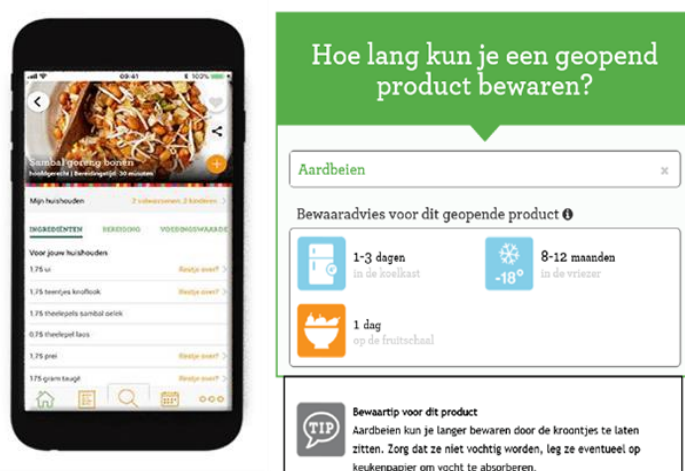 09:41
100%
Sambal goreng bonen
hoofdgerecht | Bereidingstijd: 30 minuten
Mijn huishouden 2 volwassenen, 2 kinderen >
INGREDIËNTEN BEREIDING VOEDINGSWAARDE
Voor jouw huishouden
1.75 ui Restje over? >
1,75 teentjes knoflook Restje over? >
1.75 theelepels sambal oelek
0.75 theelepel laos
1,75 prei Restje over? >
175 gram taugé Restje over? >
Hoe lang kun je een geopend
product bewaren?
Aardbeien x
Bewaaradvies voor dit geopende product i
1-3 dagen
in de koelkast
-18°
8-12 maanden
in de vriezer
1 dag
op de fruitschaal
TIP
Bewaartip voor dit product
Aardbeien kun je langer bewaren door de kroontjes te laten
zitten. Zorg dat ze niet vochtig worden, leg ze eventueel op
keukenpapier om vocht te absorberen.